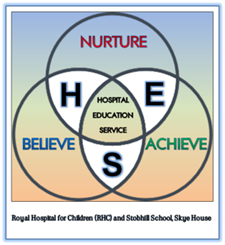 NURTURE
H
E
HOSPITAL
EDUCATION
SERVICE
BELIEVE
ACHIEVE
S
Royal Hospital for Children (RHC) and Stobhill School, Skye House